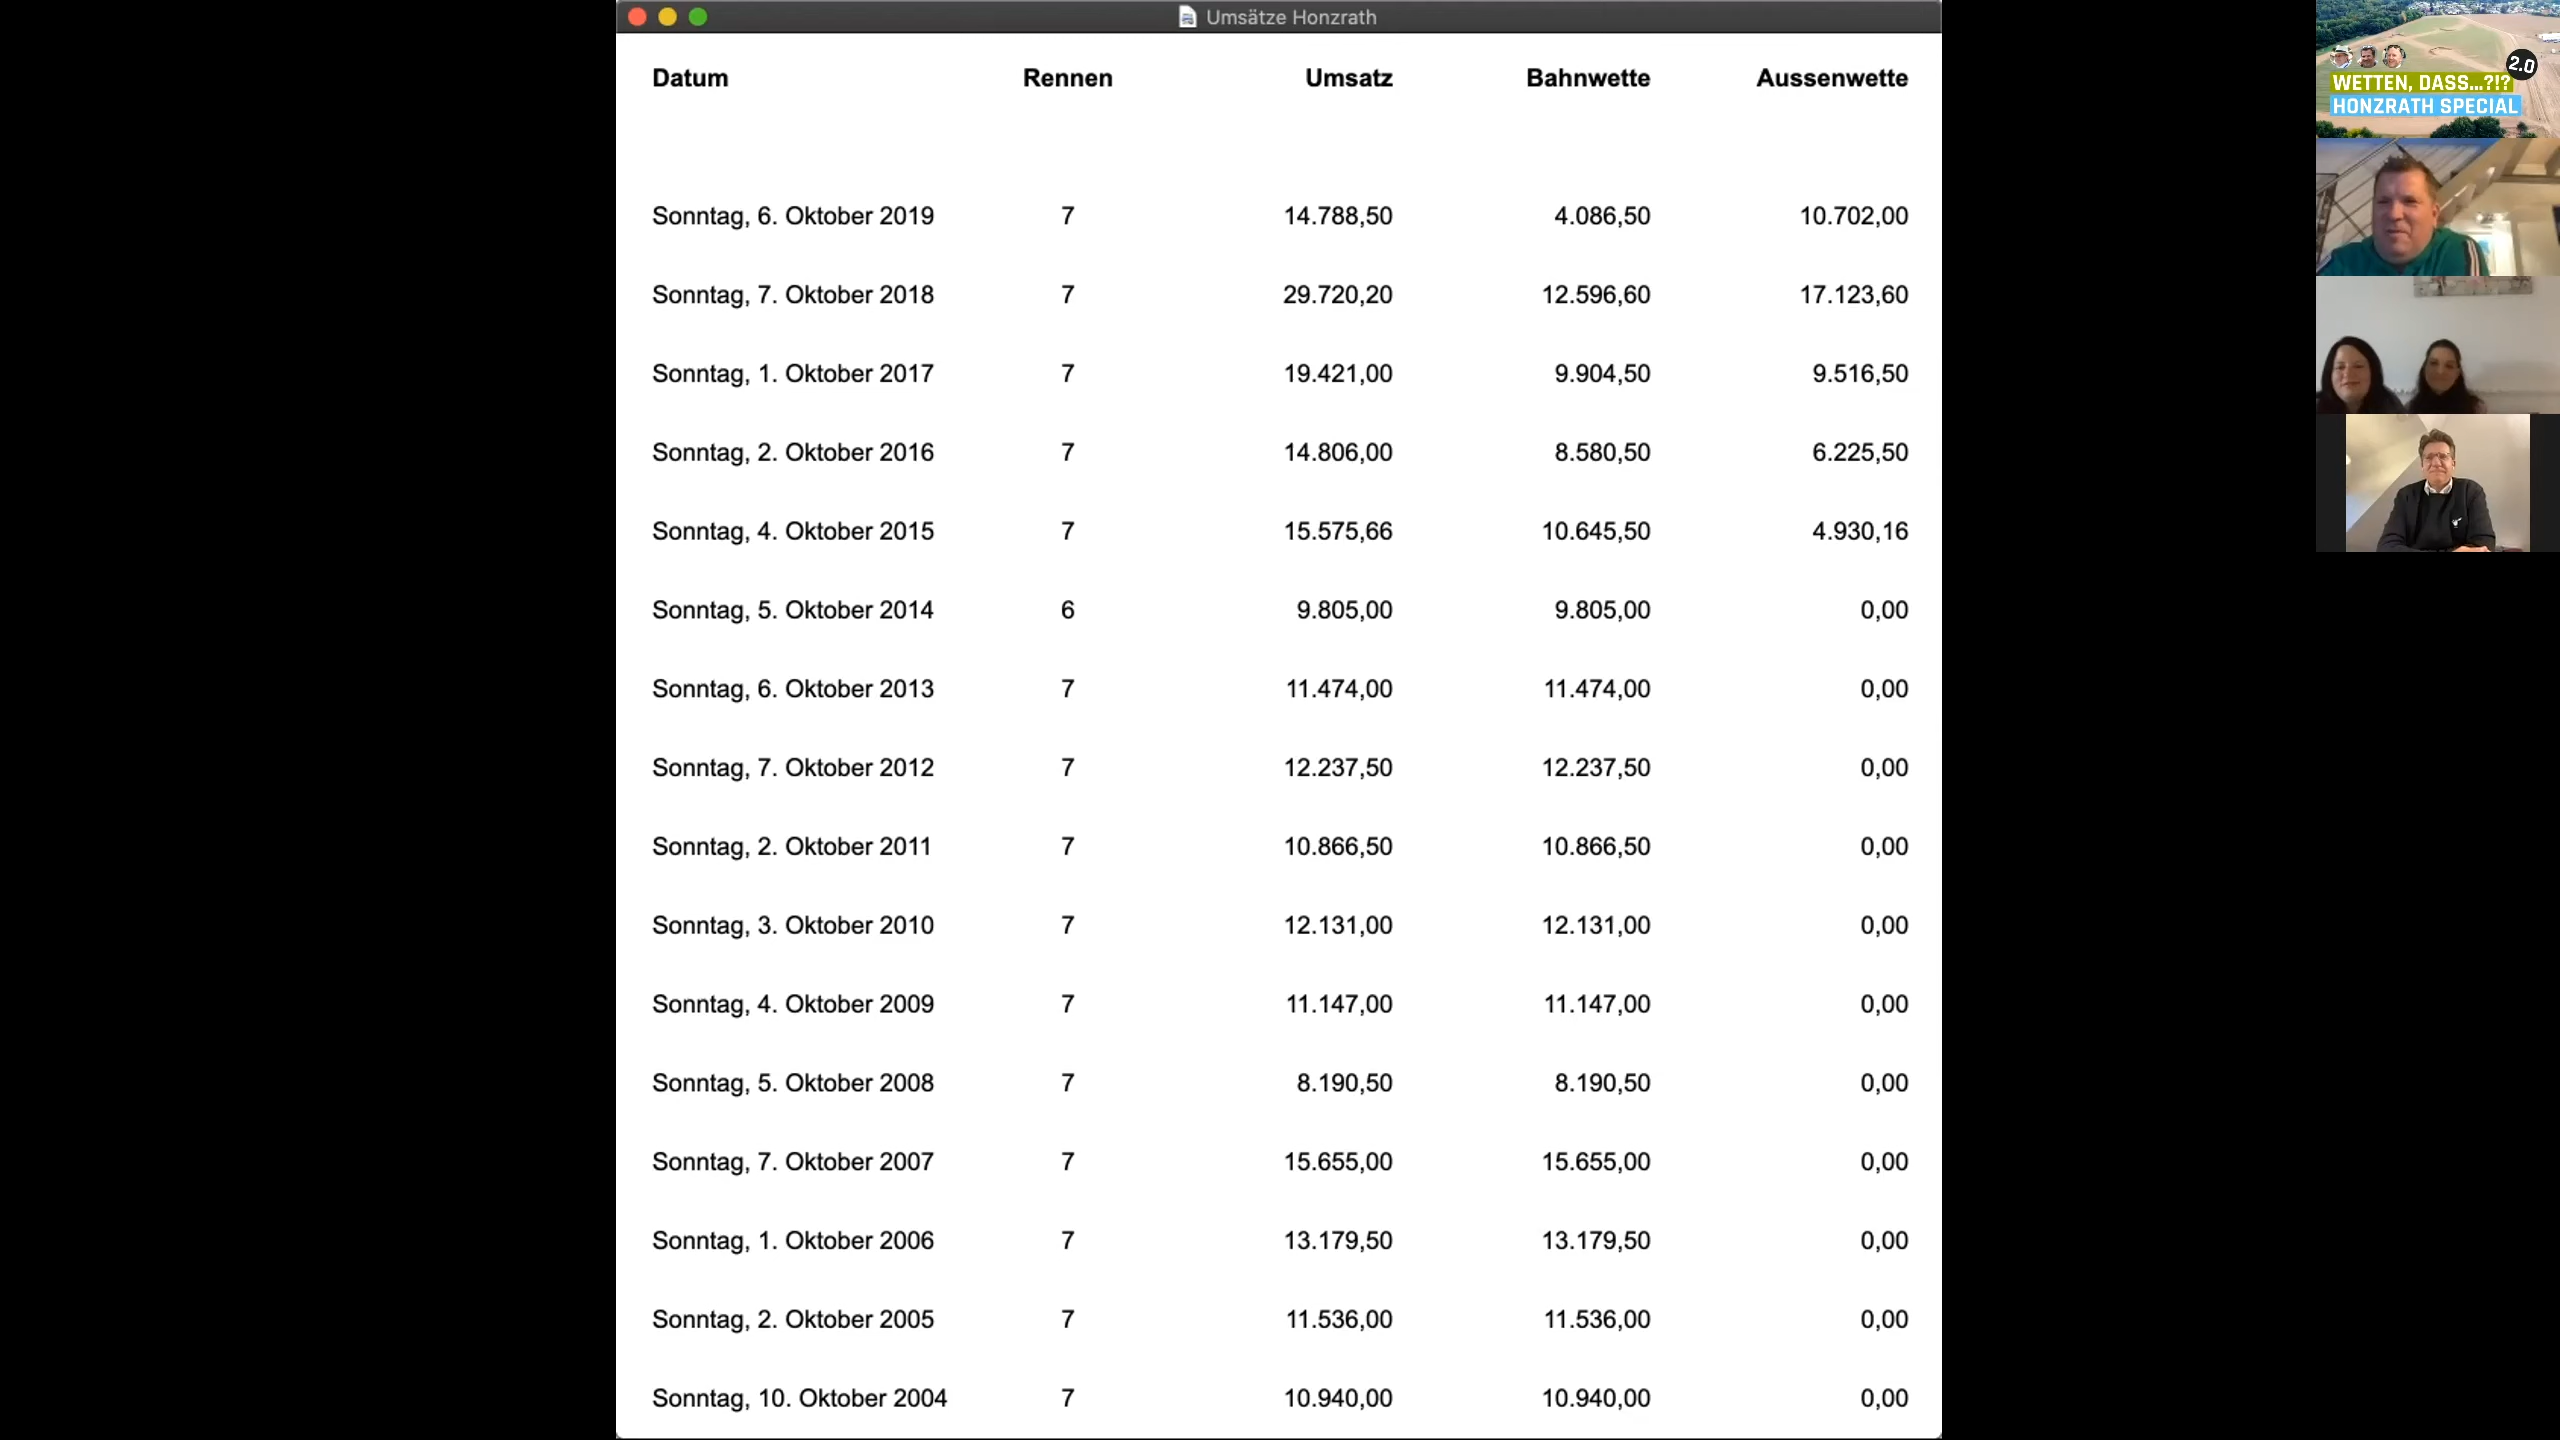 Umsätze Honzrath
Datum Rennen Umsatz Bahnwette Aussenwette
Sonntag, 6. Oktober 2019 7 14.788,50 4.086,50 10.702,00
Sonntag, 7. Oktober 2018 7 29.720,20 12.596,60 17.123,60
Sonntag, 1. Oktober 2017 7 19.421,00 9.904,50 9.516,50
Sonntag, 2. Oktober 2016 7 14.806,00 8.580,50 6.225,50
Sonntag, 4. Oktober 2015 7 15.575,66 10.645,50 4.930,16
Sonntag, 5. Oktober 2014 6 9.805,00 9.805,00 0,00
Sonntag, 6. Oktober 2013 7 11.474,00 11.474,00 0,00
Sonntag, 7. Oktober 2012 7 12.237,50 12.237,50 0,00
Sonntag, 2. Oktober 2011 7 10.866,50 10.866,50 0,00
Sonntag, 3. Oktober 2010 7 12.131,00 12.131,00 0,00
Sonntag, 4. Oktober 2009 7 11.147,00 11.147,00 0,00
Sonntag, 5. Oktober 2008 7 8.190,50 8.190,50 0,00
Sonntag, 7. Oktober 2007 7 15.655,00 15.655,00 0,00
Sonntag, 1. Oktober 2006 7 13.179,50 13.179,50 0,00
Sonntag, 2. Oktober 2005 7 11.536,00 11.536,00 0,00
Sonntag, 10. Oktober 2004 7 10.940,00 10.940,00 0,00
2.0
WETTEN, DASS...?!?
HONZRATH SPECIAL